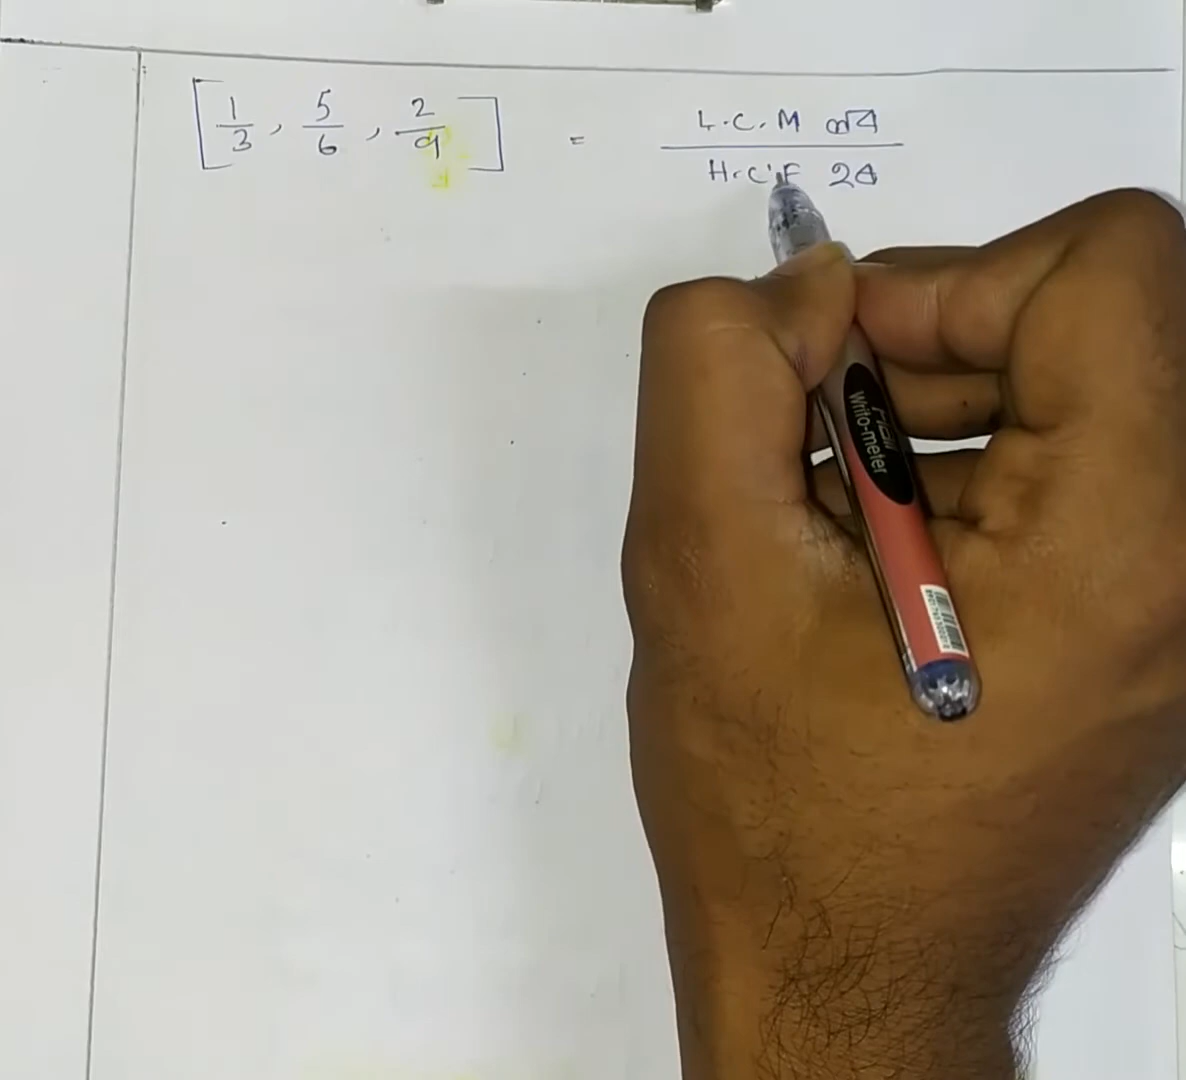 [1/3, 5/6, 2/9] =
L.C.M
H.C.F
Writo-meter